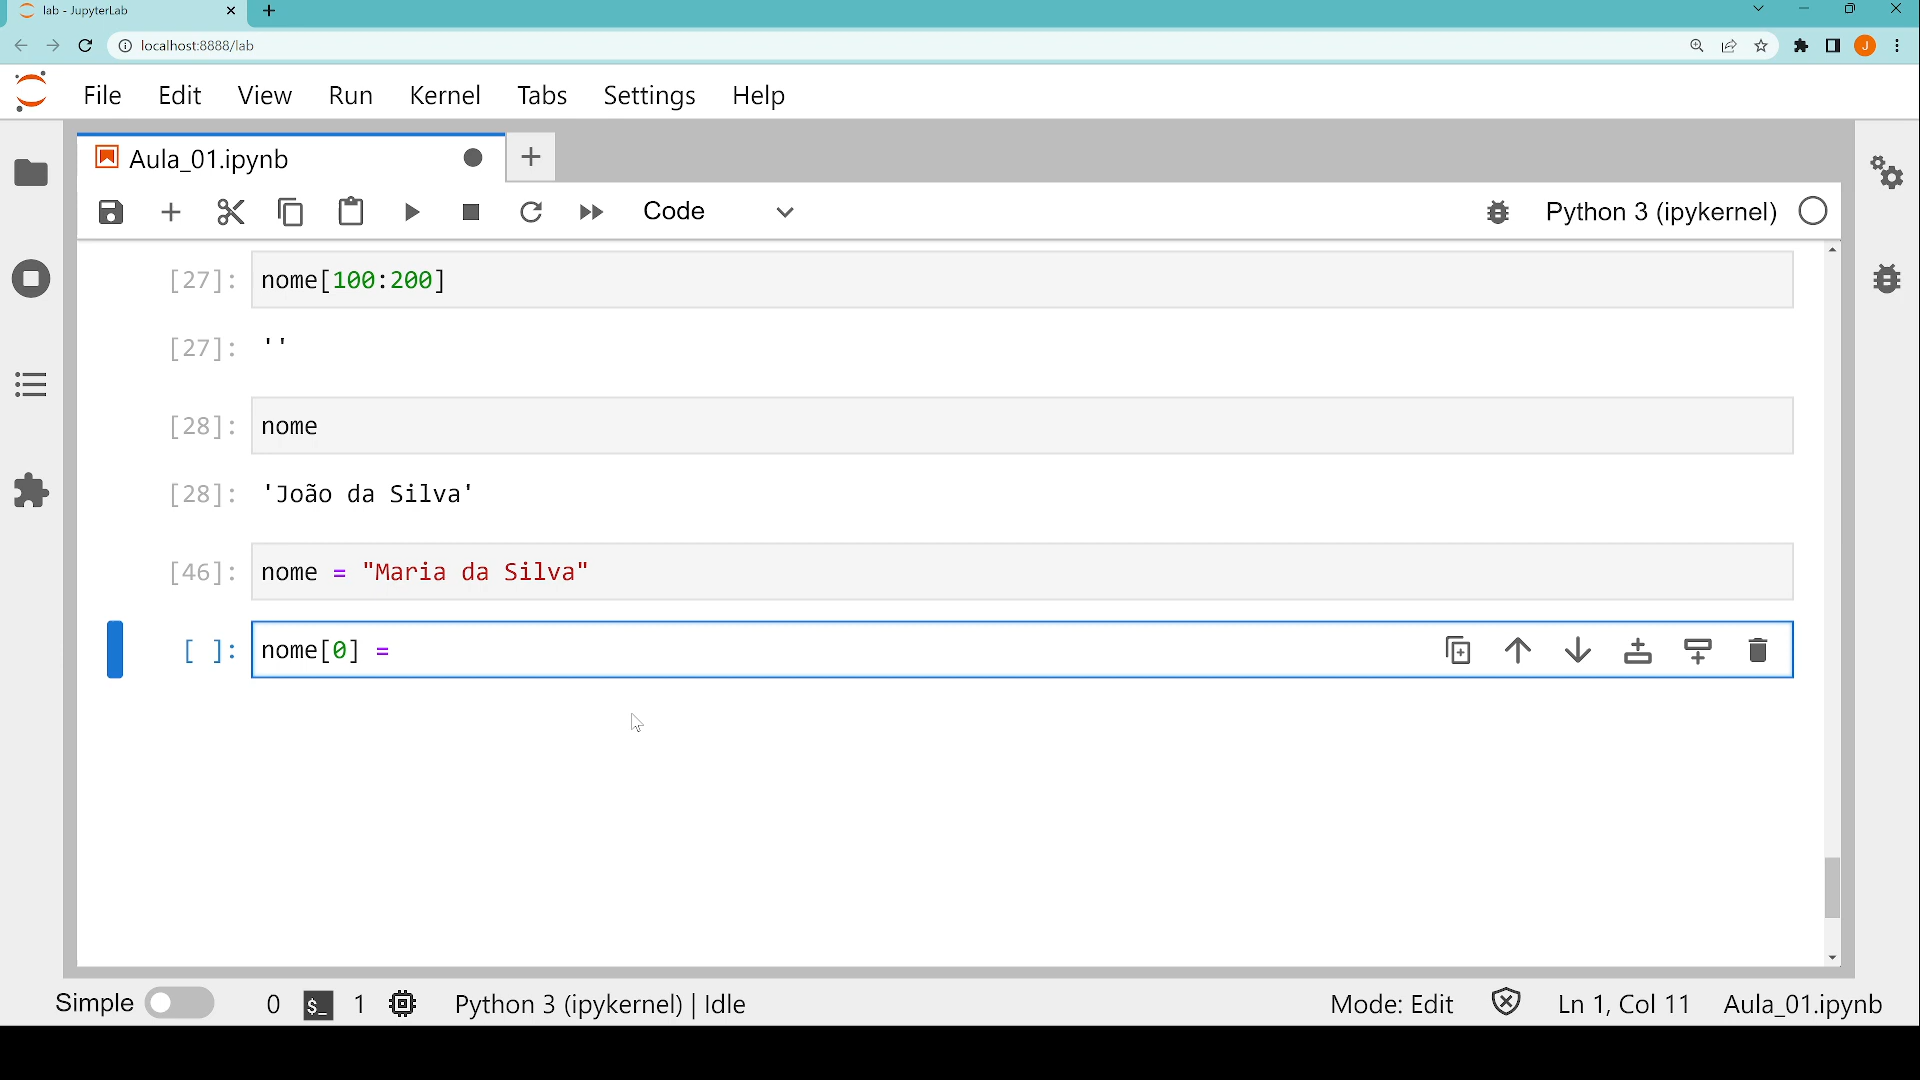 lab - JupyterLab
localhost:8888/lab
J
File Edit View Run Kernel Tabs Settings Help
Aula_01.ipynb
Code
Python 3 (ipykernel)
[27]: nome[100:200]
[27]: ''
[28]: nome
[28]: 'João da Silva'
[46]: nome = "Maria da Silva"
[ ]: nome[0] =
Simple 0 $_ 1 Python 3 (ipykernel) | Idle Mode: Edit Ln 1, Col 11 Aula_01.ipynb